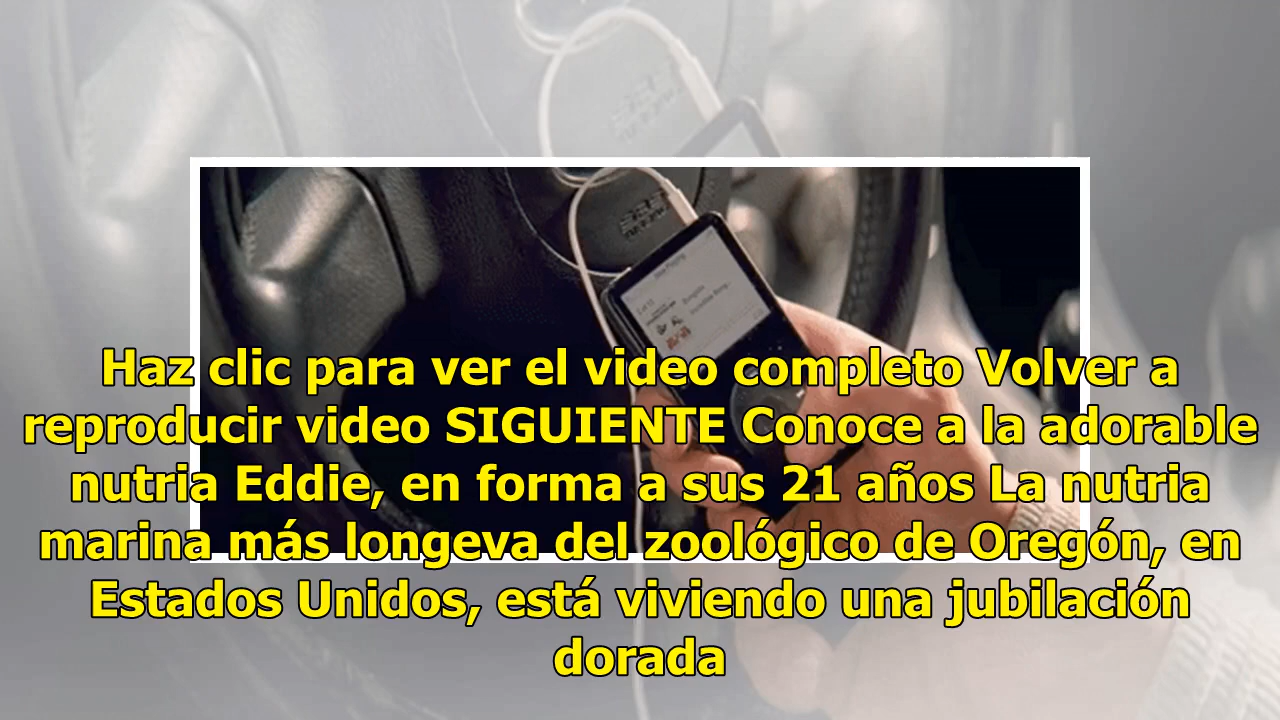 Haz clic para ver el video completo Volver a
reproducir video SIGUIENTE Conoce a la adorable
nutria Eddie, en forma a sus 21 años La nutria
marina más longeva del zoológico de Oregón, en
Estados Unidos, está viviendo una jubilación
dorada